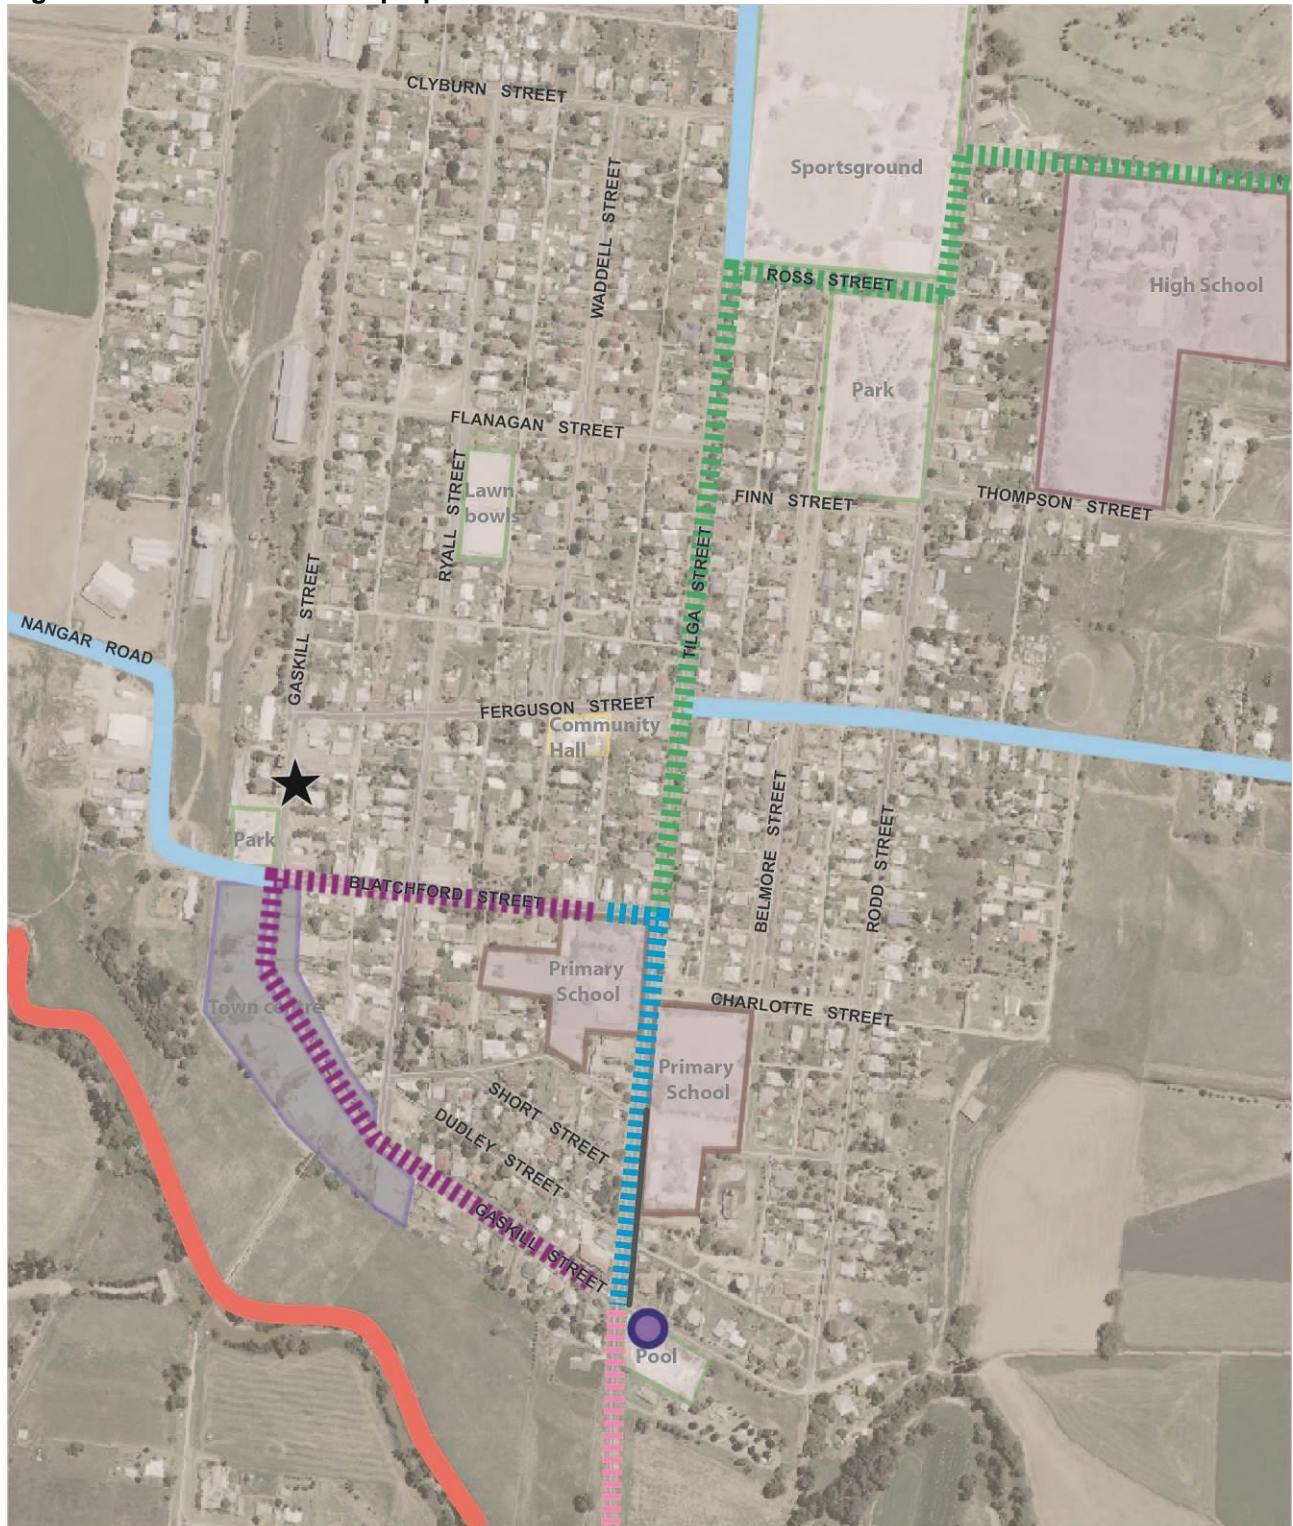 CLYBURN STREET
Sportsground
WADDELL STREET
ROSS STREET
High School
Park
FLANAGAN STREET
Lawn
bowls
RYALL STREET
FINN STREET
THOMPSON STREET
TILGA STREET
GASKILL STREET
NANGAR ROAD
FERGUSON STREET
Community
Hall
BELMORE STREET
RODD STREET
Park
BLATCHFORD STREET
Primary
School
Town centre
CHARLOTTE STREET
Primary
School
SHORT STREET
DUDLEY STREET
GASKILL STREET
Pool